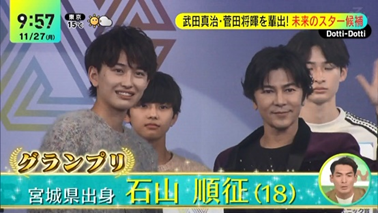 9:57
11/27(月)
東京
15℃
武田真治・菅田将暉を輩出!未来のスター候補
Dotti-Dotti
グランプリ
宮城県出身 石山 順征(18)